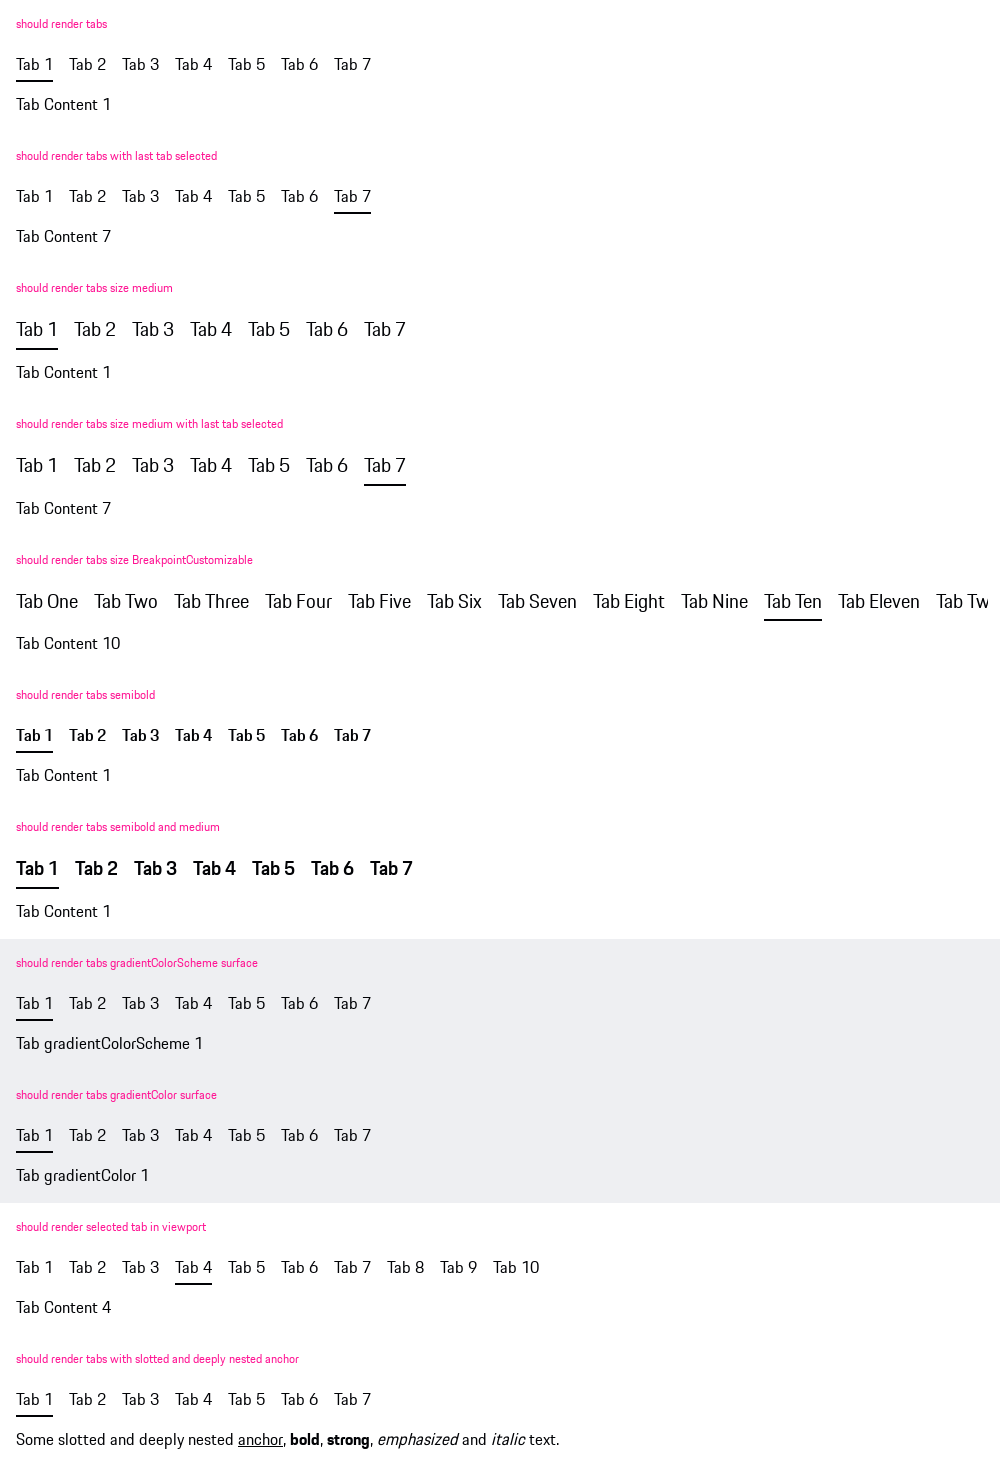 should render tabs
Tab 1 Tab 2 Tab 3 Tab 4 Tab 5 Tab 6 Tab 7
Tab Content 1
should render tabs with last tab selected
Tab 1 Tab 2 Tab 3 Tab 4 Tab 5 Tab 6 Tab 7
Tab Content 7
should render tabs size medium
Tab 1 Tab 2 Tab 3 Tab 4 Tab 5 Tab 6 Tab 7
Tab Content 1
should render tabs size medium with last tab selected
Tab 1 Tab 2 Tab 3 Tab 4 Tab 5 Tab 6 Tab 7
Tab Content 7
should render tabs size BreakpointCustomizable
Tab One Tab Two Tab Three Tab Four Tab Five Tab Six Tab Seven Tab Eight Tab Nine Tab Ten Tab Eleven Tab Tw
Tab Content 10
should render tabs semibold
Tab 1 Tab 2 Tab 3 Tab 4 Tab 5 Tab 6 Tab 7
Tab Content 1
should render tabs semibold and medium
Tab 1 Tab 2 Tab 3 Tab 4 Tab 5 Tab 6 Tab 7
Tab Content 1
should render tabs gradientColorScheme surface
Tab 1 Tab 2 Tab 3 Tab 4 Tab 5 Tab 6 Tab 7
Tab gradientColorScheme 1
should render tabs gradientColor surface
Tab 1 Tab 2 Tab 3 Tab 4 Tab 5 Tab 6 Tab 7
Tab gradientColor 1
should render selected tab in viewport
Tab 1 Tab 2 Tab 3 Tab 4 Tab 5 Tab 6 Tab 7 Tab 8 Tab 9 Tab 10
Tab Content 4
should render tabs with slotted and deeply nested anchor
Tab 1 Tab 2 Tab 3 Tab 4 Tab 5 Tab 6 Tab 7
Some slotted and deeply nested anchor, bold, strong, emphasized and italic text.